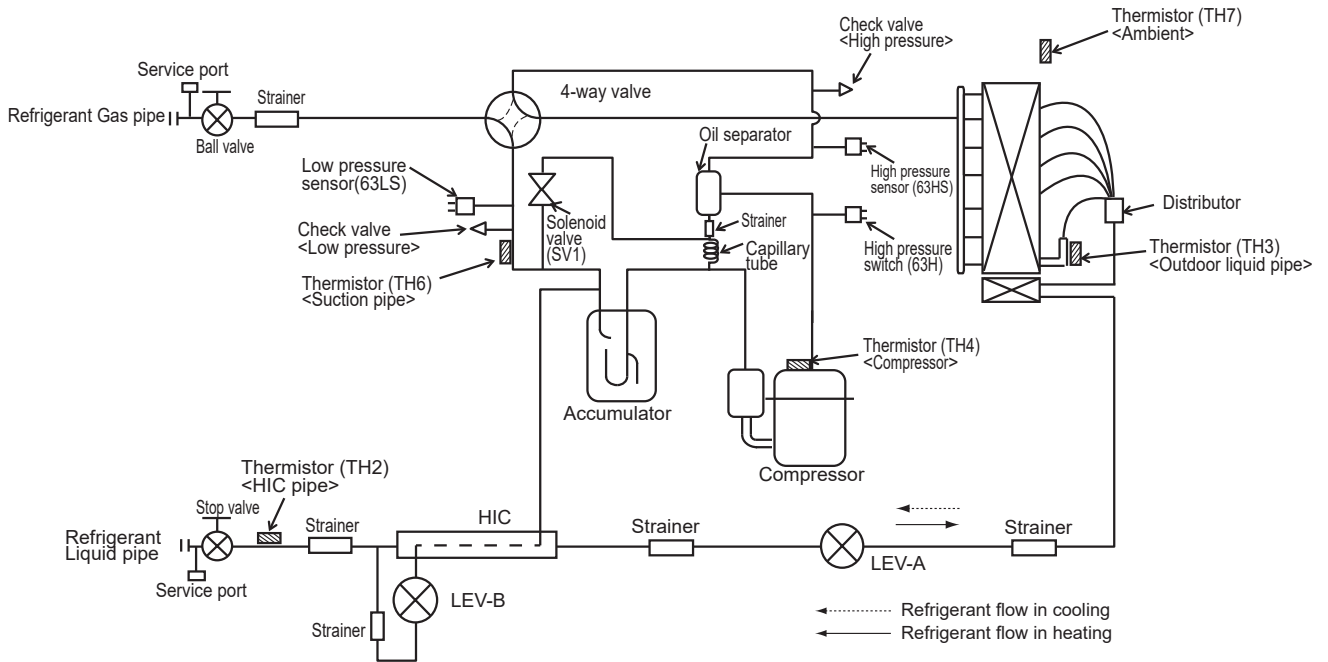 Thermistor (TH7)
<Ambient>
Check valve
<High pressure>
Service port
Strainer
4-way valve
Refrigerant Gas pipe
Ball valve
Oil separator
Low pressure
sensor(63LS)
High pressure
sensor (63HS)
Solenoid
valve
(SV1)
Strainer
Distributor
Check valve
<Low pressure>
Capillary
tube
High pressure
switch (63H)
Thermistor (TH3)
<Outdoor liquid pipe>
Thermistor (TH6)
<Suction pipe>
Thermistor (TH4)
<Compressor>
Accumulator
Compressor
Thermistor (TH2)
<HIC pipe>
Stop valve
Strainer
HIC
Strainer
Strainer
Refrigerant
Liquid pipe
LEV-A
Service port
LEV-B
Strainer
Refrigerant flow in cooling
Refrigerant flow in heating